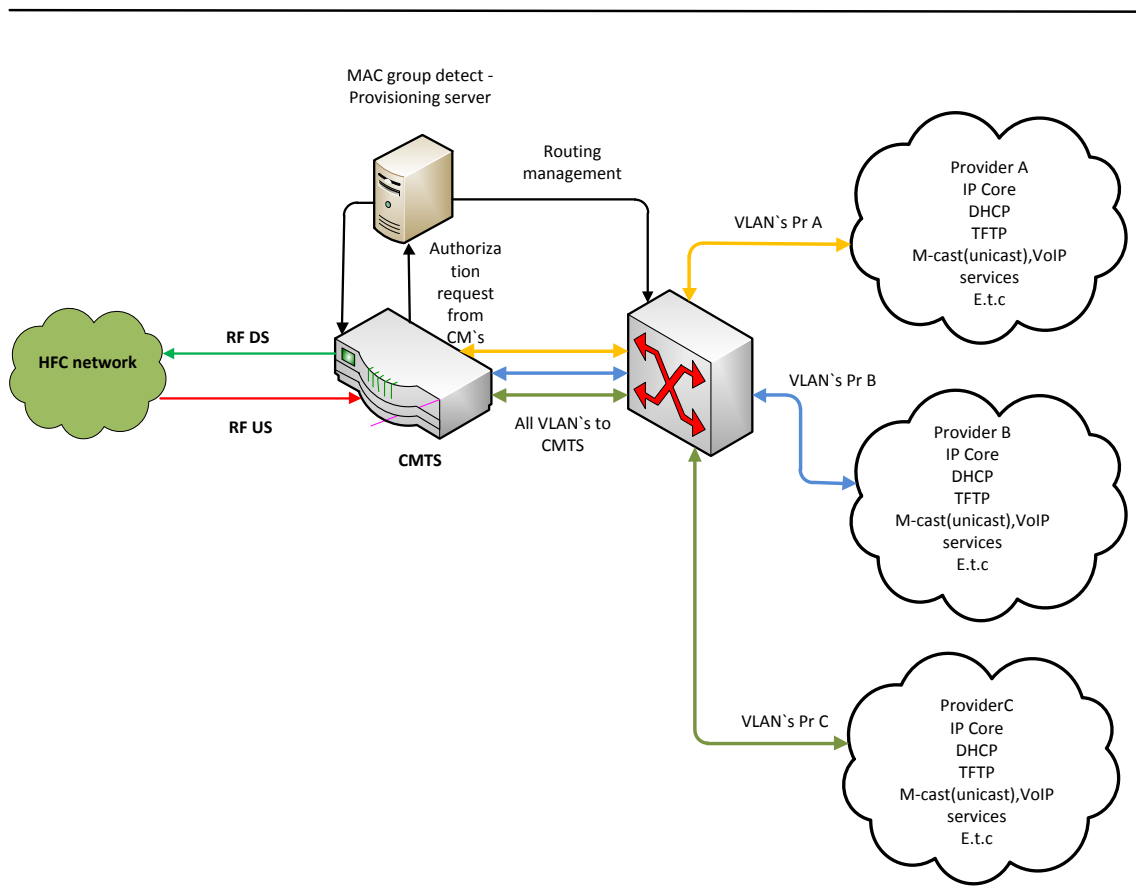 MAC group detect -
Provisioning server
Routing
management
Authoriza
tion
request
from
CM`s
HFC network
RF DS
RF US
CMTS
All VLAN`s to
CMTS
VLAN`s Pr A
Provider A
IP Core
DHCP
TFTP
M-cast(unicast),VoIP
services
E.t.c
VLAN`s Pr B
Provider B
IP Core
DHCP
TFTP
M-cast(unicast),VoIP
services
E.t.c
VLAN`s Pr C
ProviderC
IP Core
DHCP
TFTP
M-cast(unicast),VoIP
services
E.t.c